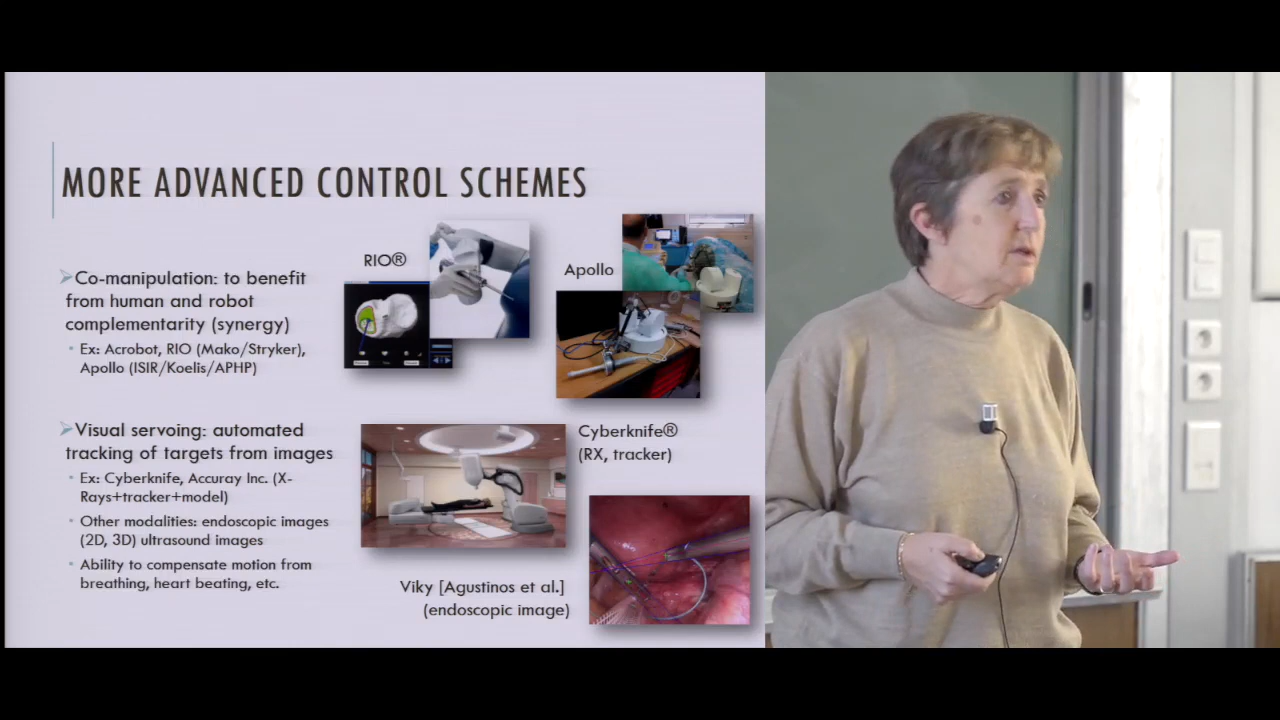 MORE ADVANCED CONTROL SCHEMES
Co-manipulation: to benefit
from human and robot
complementarity (synergy)
• Ex: Acrobot, RIO (Mako/Stryker),
Apollo (ISIR/Koelis/APHP)
RIO®
Apollo
Visual servoing: automated
tracking of targets from images
• Ex: Cyberknife, Accuray Inc. (X-
Rays+tracker+model)
• Other modalities: endoscopic images
(2D, 3D) ultrasound images
• Ability to compensate motion from
breathing, heart beating, etc.
Cyberknife®
(RX, tracker)
Viky [Agustinos et al.]
(endoscopic image)